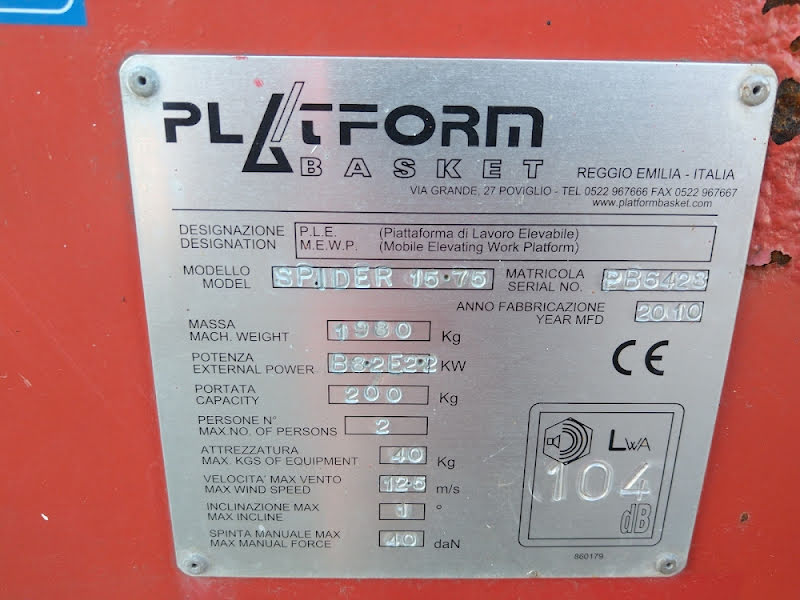 PLATFORM
BASKET
REGGIO EMILIA - ITALIA
VIA GRANDE, 27 POVIGLIO - TEL 0522 967666 FAX 0522 967667
www.platformbasket.com
DESIGNAZIONE P.L.E. (Piattaforma di Lavoro Elevabile)
DESIGNATION M.E.W.P. (Mobile Elevating Work Platform)
MODELLO
MODEL SPIDER 15·75
MATRICOLA
SERIAL NO. PB6423
ANNO FABBRICAZIONE
YEAR MFD 2010
MASSA
MACH. WEIGHT 1980 Kg
POTENZA
EXTERNAL POWER KW
PORTATA
CAPACITY 200 Kg
PERSONE N°
MAX.NO. OF PERSONS 2
ATTREZZATURA
MAX. KGS OF EQUIPMENT 40 Kg
VELOCITA' MAX VENTO
MAX WIND SPEED 12·5 m/s
INCLINAZIONE MAX
MAX INCLINE 1 °
SPINTA MANUALE MAX
MAX MANUAL FORCE 40 daN
CE
LWA
104
dB
860179